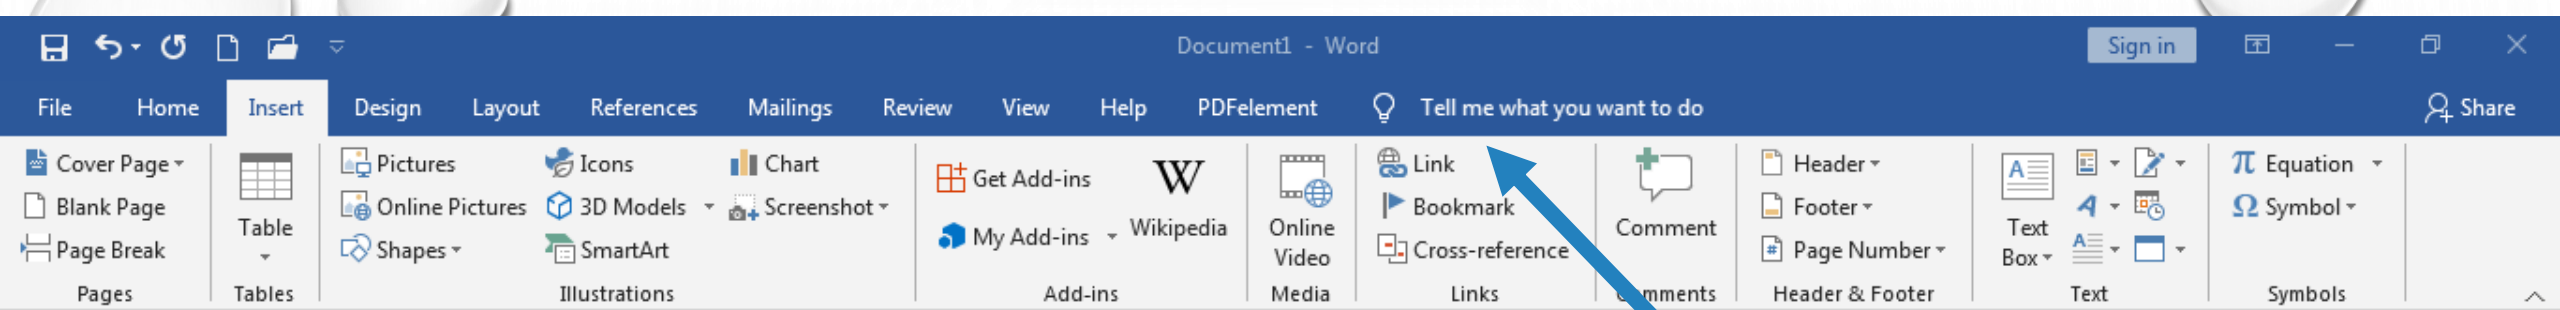 Document1 - Word
Sign in
File Home Insert Design Layout References Mailings Review View Help PDFelement Tell me what you want to do Share
Cover Page
Blank Page
Page Break
Pages
Table
Tables
Pictures
Online Pictures
Shapes
Icons
3D Models
SmartArt
Chart
Screenshot
Illustrations
Get Add-ins
My Add-ins
W
Wikipedia
Add-ins
Online
Video
Media
Link
Bookmark
Cross-reference
Links
Comment
Comments
Header
Footer
Page Number
Header & Footer
Text
Box
Text
π Equation
Ω Symbol
Symbols